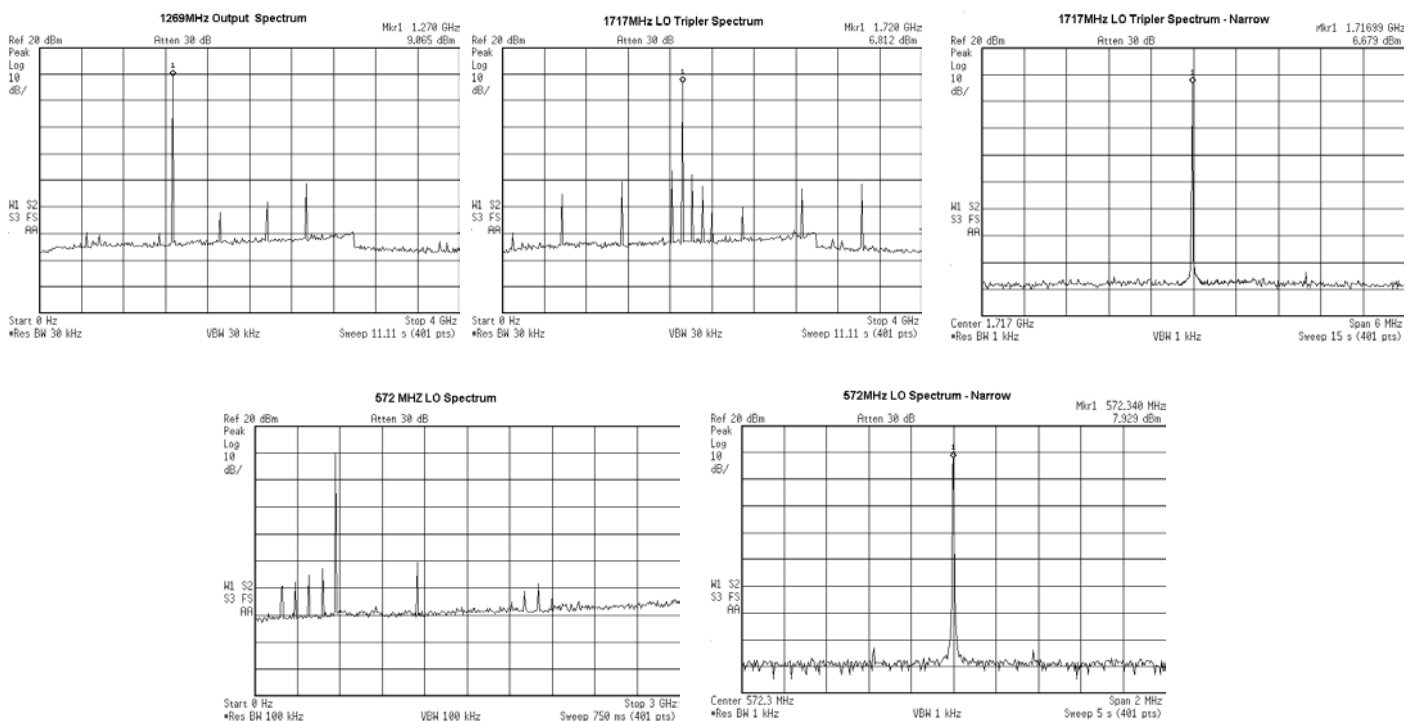 1269MHz Output Spectrum
Mkr1 1.270 GHz
Ref 20 dBm Atten 30 dB 9.065 dBm
Peak
Log
10
dB/
1
W1 S2
S3 FS
AA
Start 0 Hz Stop 4 GHz
*Res BW 30 kHz VBW 30 kHz Sweep 11.11 s (401 pts)
1717MHz LO Tripler Spectrum
Mkr1 1.720 GHz
Ref 20 dBm Atten 30 dB 6.812 dBm
Peak
Log
10
dB/
1
W1 S2
S3 FS
AA
Start 0 Hz Stop 4 GHz
*Res BW 30 kHz VBW 30 kHz Sweep 11.11 s (401 pts)
1717MHz LO Tripler Spectrum - Narrow
Mkr1 1.71699 GHz
Ref 20 dBm Atten 30 dB 6.679 dBm
Peak
Log
10
dB/
1
W1 S2
S3 FS
AA
Center 1.717 GHz Span 6 MHz
*Res BW 1 kHz VBW 1 kHz Sweep 15 s (401 pts)
572 MHZ LO Spectrum
Ref 20 dBm Atten 30 dB
Peak
Log
10
dB/
W1 S2
S3 FS
AA
Start 0 Hz Stop 3 GHz
*Res BW 100 kHz VBW 100 kHz Sweep 750 ms (401 pts)
572MHz LO Spectrum - Narrow
Mkr1 572.340 MHz
Ref 20 dBm Atten 30 dB 7.929 dBm
Peak
Log
10
dB/
1
W1 S2
S3 FS
AA
Center 572.3 MHz Span 2 MHz
*Res BW 1 kHz VBW 1 kHz Sweep 5 s (401 pts)